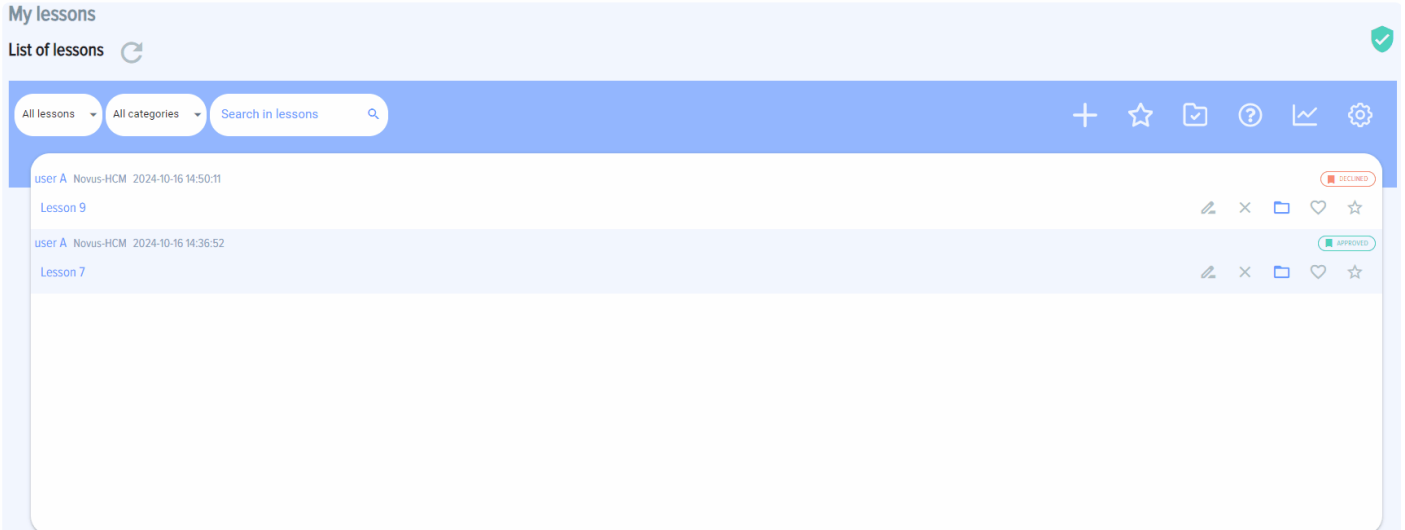 My lessons
List of lessons
All lessons All categories Search in lessons
user A Novus-HCM 2024-10-16 14:50:11 DECLINED
Lesson 9
user A Novus-HCM 2024-10-16 14:36:52 APPROVED
Lesson 7